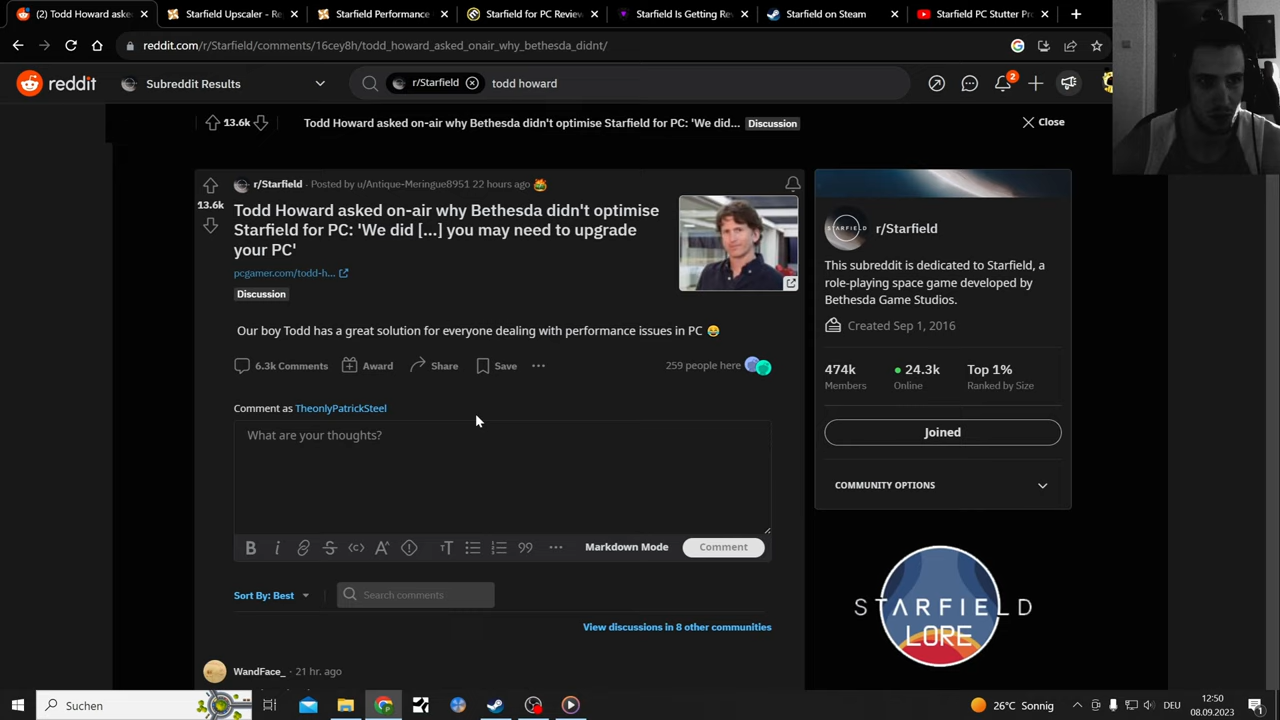 (2) Todd Howard aske
Starfield Upscaler - Re
Starfield Performance
Starfield for PC Review
Starfield Is Getting Re
Starfield on Steam
Starfield PC Stutter Pr
reddit.com/r/Starfield/comments/16cey8h/todd_howard_asked_onair_why_bethesda_didnt/
reddit
Subreddit Results
r/Starfield
todd howard
2
13.6k
Todd Howard asked on-air why Bethesda didn't optimise Starfield for PC: 'We did...
Discussion
Close
r/Starfield · Posted by u/Antique-Meringue8951 22 hours ago
13.6k
Todd Howard asked on-air why Bethesda didn't optimise
Starfield for PC: 'We did [...] you may need to upgrade
your PC'
pcgamer.com/todd-h...
Discussion
Our boy Todd has a great solution for everyone dealing with performance issues in PC 😂
6.3k Comments
Award
Share
Save
259 people here
Comment as TheonlyPatrickSteel
What are your thoughts?
Markdown Mode
Comment
Sort By: Best
Search comments
View discussions in 8 other communities
WandFace_ · 21 hr. ago
STARFIELD
r/Starfield
This subreddit is dedicated to Starfield, a
role-playing space game developed by
Bethesda Game Studios.
Created Sep 1, 2016
474k
Members
24.3k
Online
Top 1%
Ranked by Size
Joined
COMMUNITY OPTIONS
STARFIELD
LORE
Suchen
26°C Sonnig
DEU
12:50
08.09.2023
1